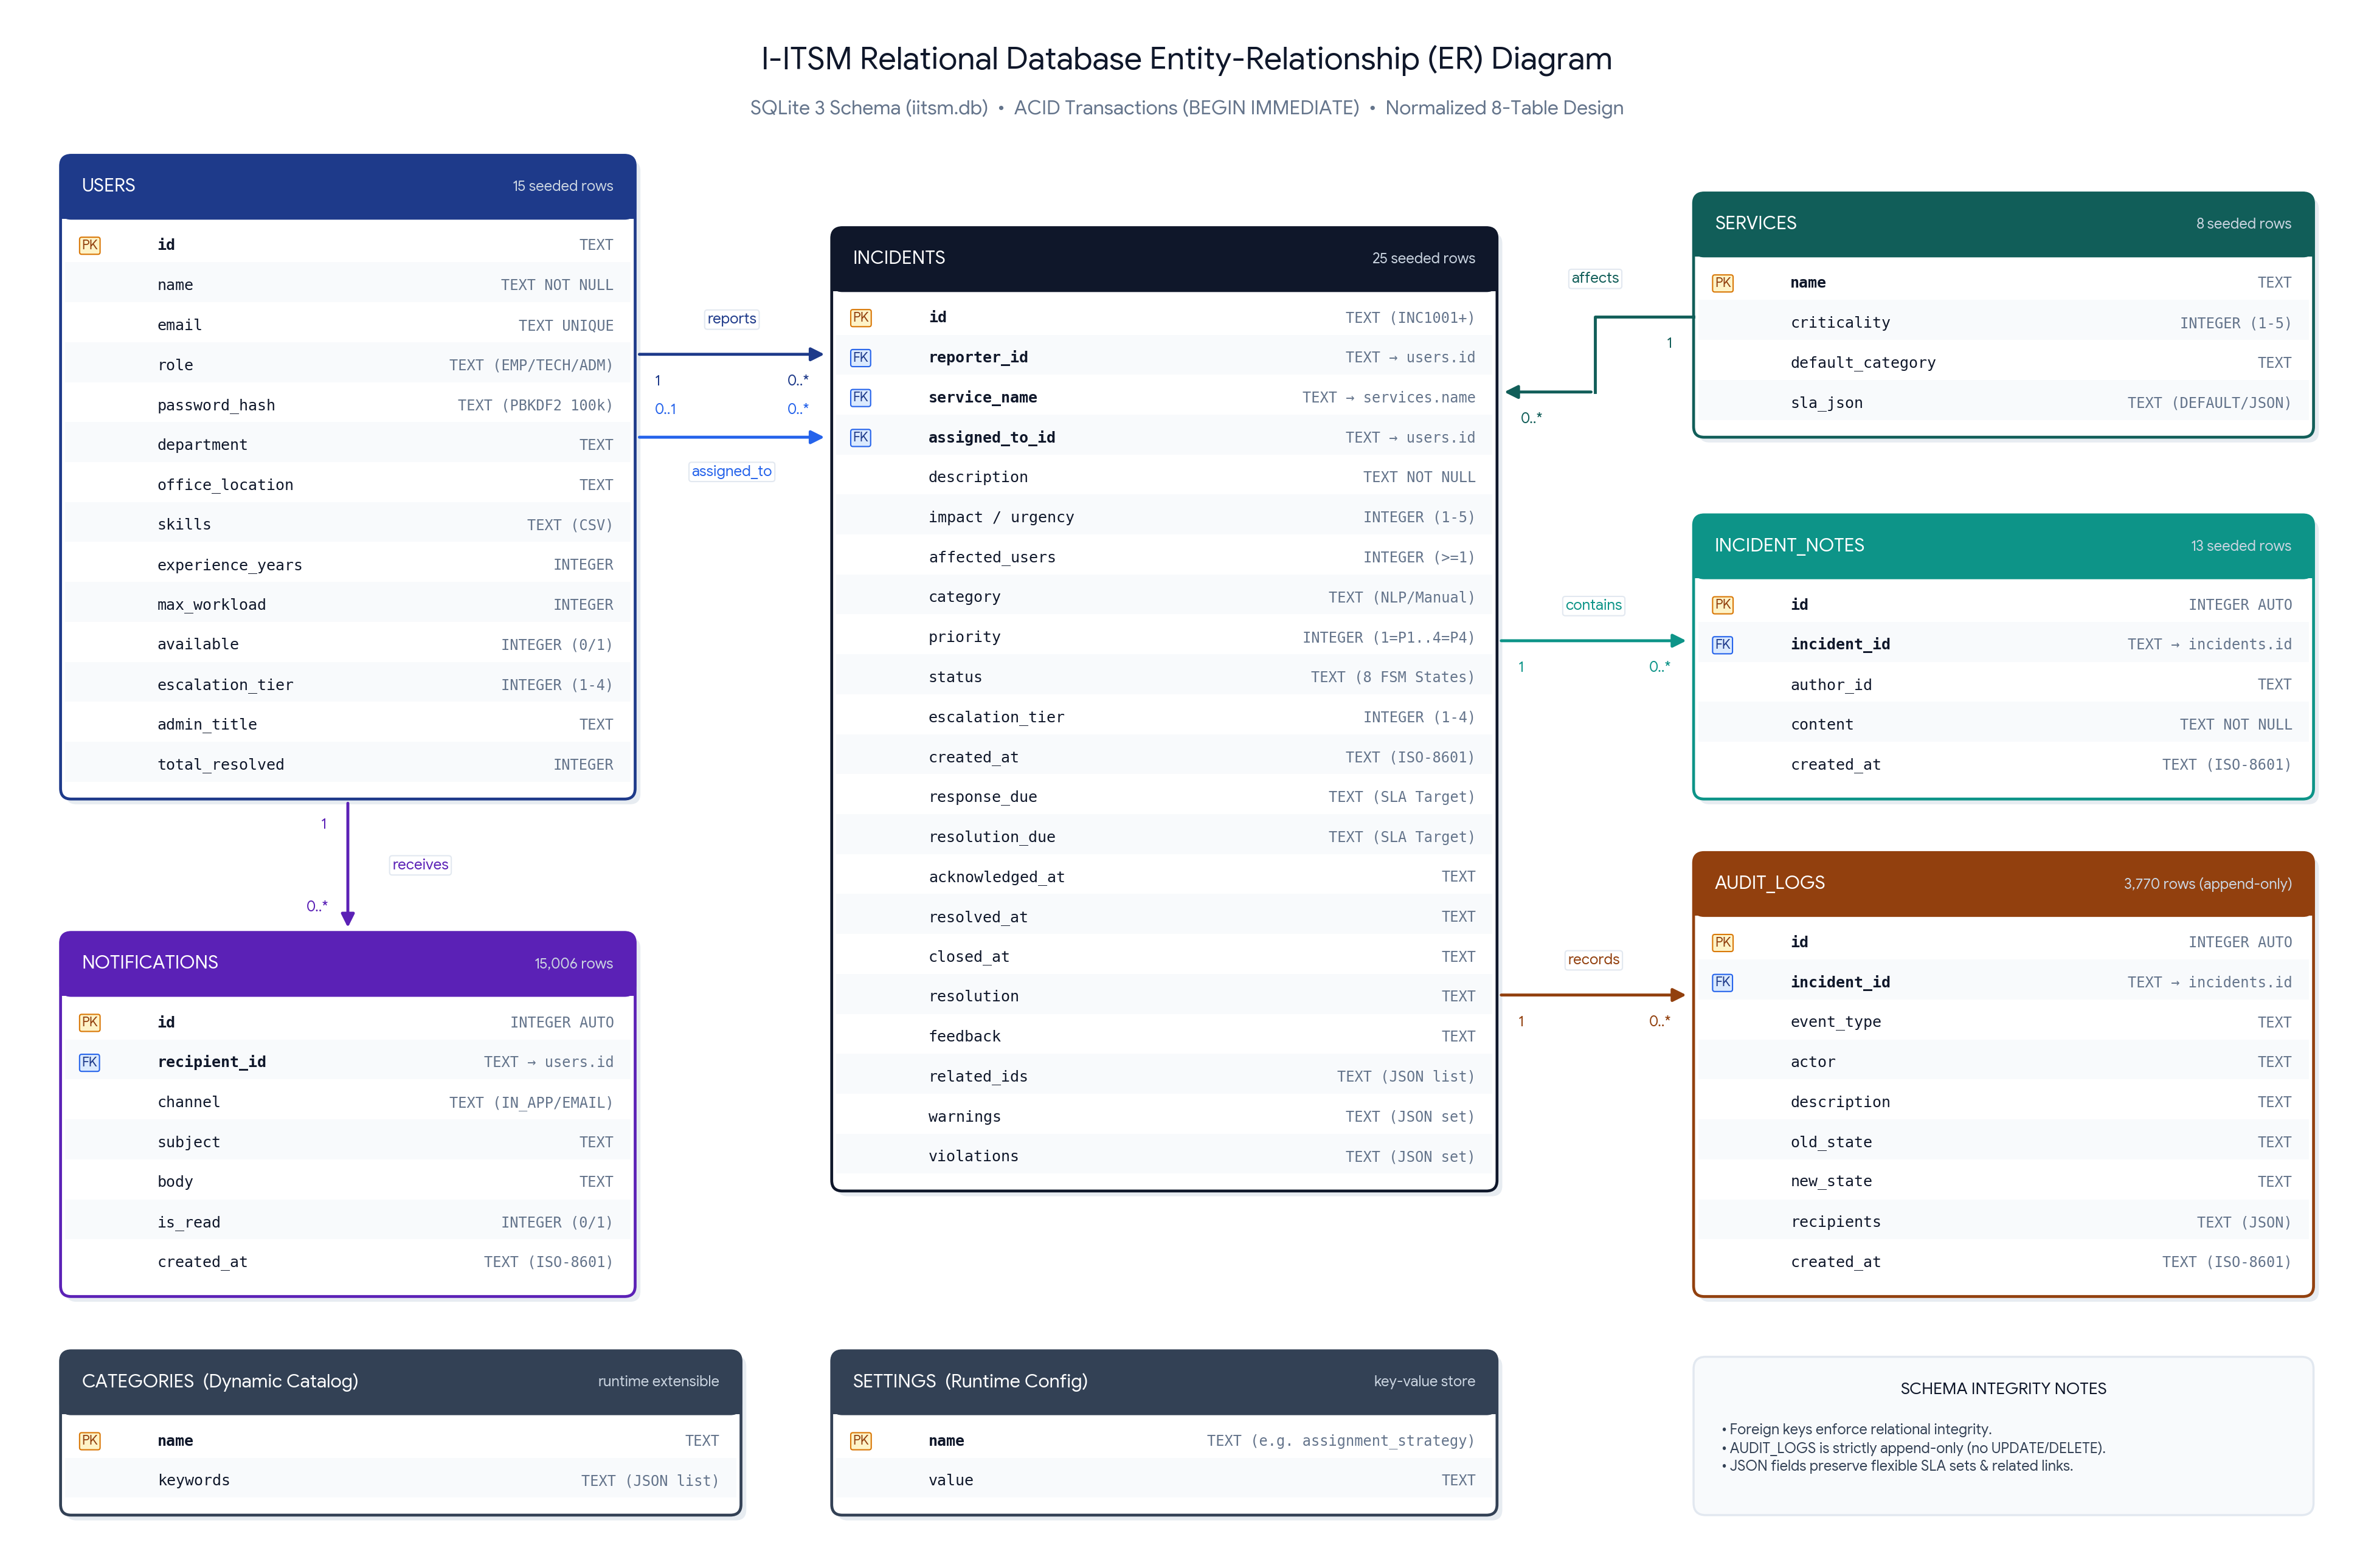 I-ITSM Relational Database Entity-Relationship (ER) Diagram
SQLite 3 Schema (iitsm.db) • ACID Transactions (BEGIN IMMEDIATE) • Normalized 8-Table Design
USERS 15 seeded rows
PK id TEXT
name TEXT NOT NULL
email TEXT UNIQUE
role TEXT (EMP/TECH/ADM)
password_hash TEXT (PBKDF2 100k)
department TEXT
office_location TEXT
skills TEXT (CSV)
experience_years INTEGER
max_workload INTEGER
available INTEGER (0/1)
escalation_tier INTEGER (1-4)
admin_title TEXT
total_resolved INTEGER
reports
1 0..*
0..1 0..*
assigned_to
1
receives
0..*
NOTIFICATIONS 15,006 rows
PK id INTEGER AUTO
FK recipient_id TEXT → users.id
channel TEXT (IN_APP/EMAIL)
subject TEXT
body TEXT
is_read INTEGER (0/1)
created_at TEXT (ISO-8601)
INCIDENTS 25 seeded rows
PK id TEXT (INC1001+)
FK reporter_id TEXT → users.id
FK service_name TEXT → services.name
FK assigned_to_id TEXT → users.id
description TEXT NOT NULL
impact / urgency INTEGER (1-5)
affected_users INTEGER (>=1)
category TEXT (NLP/Manual)
priority INTEGER (1=P1..4=P4)
status TEXT (8 FSM States)
escalation_tier INTEGER (1-4)
created_at TEXT (ISO-8601)
response_due TEXT (SLA Target)
resolution_due TEXT (SLA Target)
acknowledged_at TEXT
resolved_at TEXT
closed_at TEXT
resolution TEXT
feedback TEXT
related_ids TEXT (JSON list)
warnings TEXT (JSON set)
violations TEXT (JSON set)
affects
1
0..*
SERVICES 8 seeded rows
PK name TEXT
criticality INTEGER (1-5)
default_category TEXT
sla_json TEXT (DEFAULT/JSON)
contains
1 0..*
INCIDENT_NOTES 13 seeded rows
PK id INTEGER AUTO
FK incident_id TEXT → incidents.id
author_id TEXT
content TEXT NOT NULL
created_at TEXT (ISO-8601)
records
1 0..*
AUDIT_LOGS 3,770 rows (append-only)
PK id INTEGER AUTO
FK incident_id TEXT → incidents.id
event_type TEXT
actor TEXT
description TEXT
old_state TEXT
new_state TEXT
recipients TEXT (JSON)
created_at TEXT (ISO-8601)
CATEGORIES (Dynamic Catalog) runtime extensible
PK name TEXT
keywords TEXT (JSON list)
SETTINGS (Runtime Config) key-value store
PK name TEXT (e.g. assignment_strategy)
value TEXT
SCHEMA INTEGRITY NOTES
• Foreign keys enforce relational integrity.
• AUDIT_LOGS is strictly append-only (no UPDATE/DELETE).
• JSON fields preserve flexible SLA sets & related links.